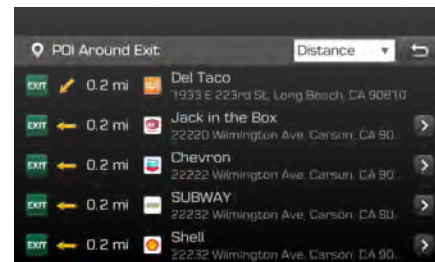 POI Around Exit
Distance
EXIT 0.2 mi Del Taco
1933 E 223rd St, Long Beach, CA 90810
EXIT 0.2 mi Jack in the Box
22220 Wilmington Ave, Carson, CA 90..
EXIT 0.2 mi Chevron
22222 Wilmington Ave, Carson, CA 90..
EXIT 0.2 mi SUBWAY
22232 Wilmington Ave, Carson, CA 90..
EXIT 0.2 mi Shell
22232 Wilmington Ave, Carson, CA 90..